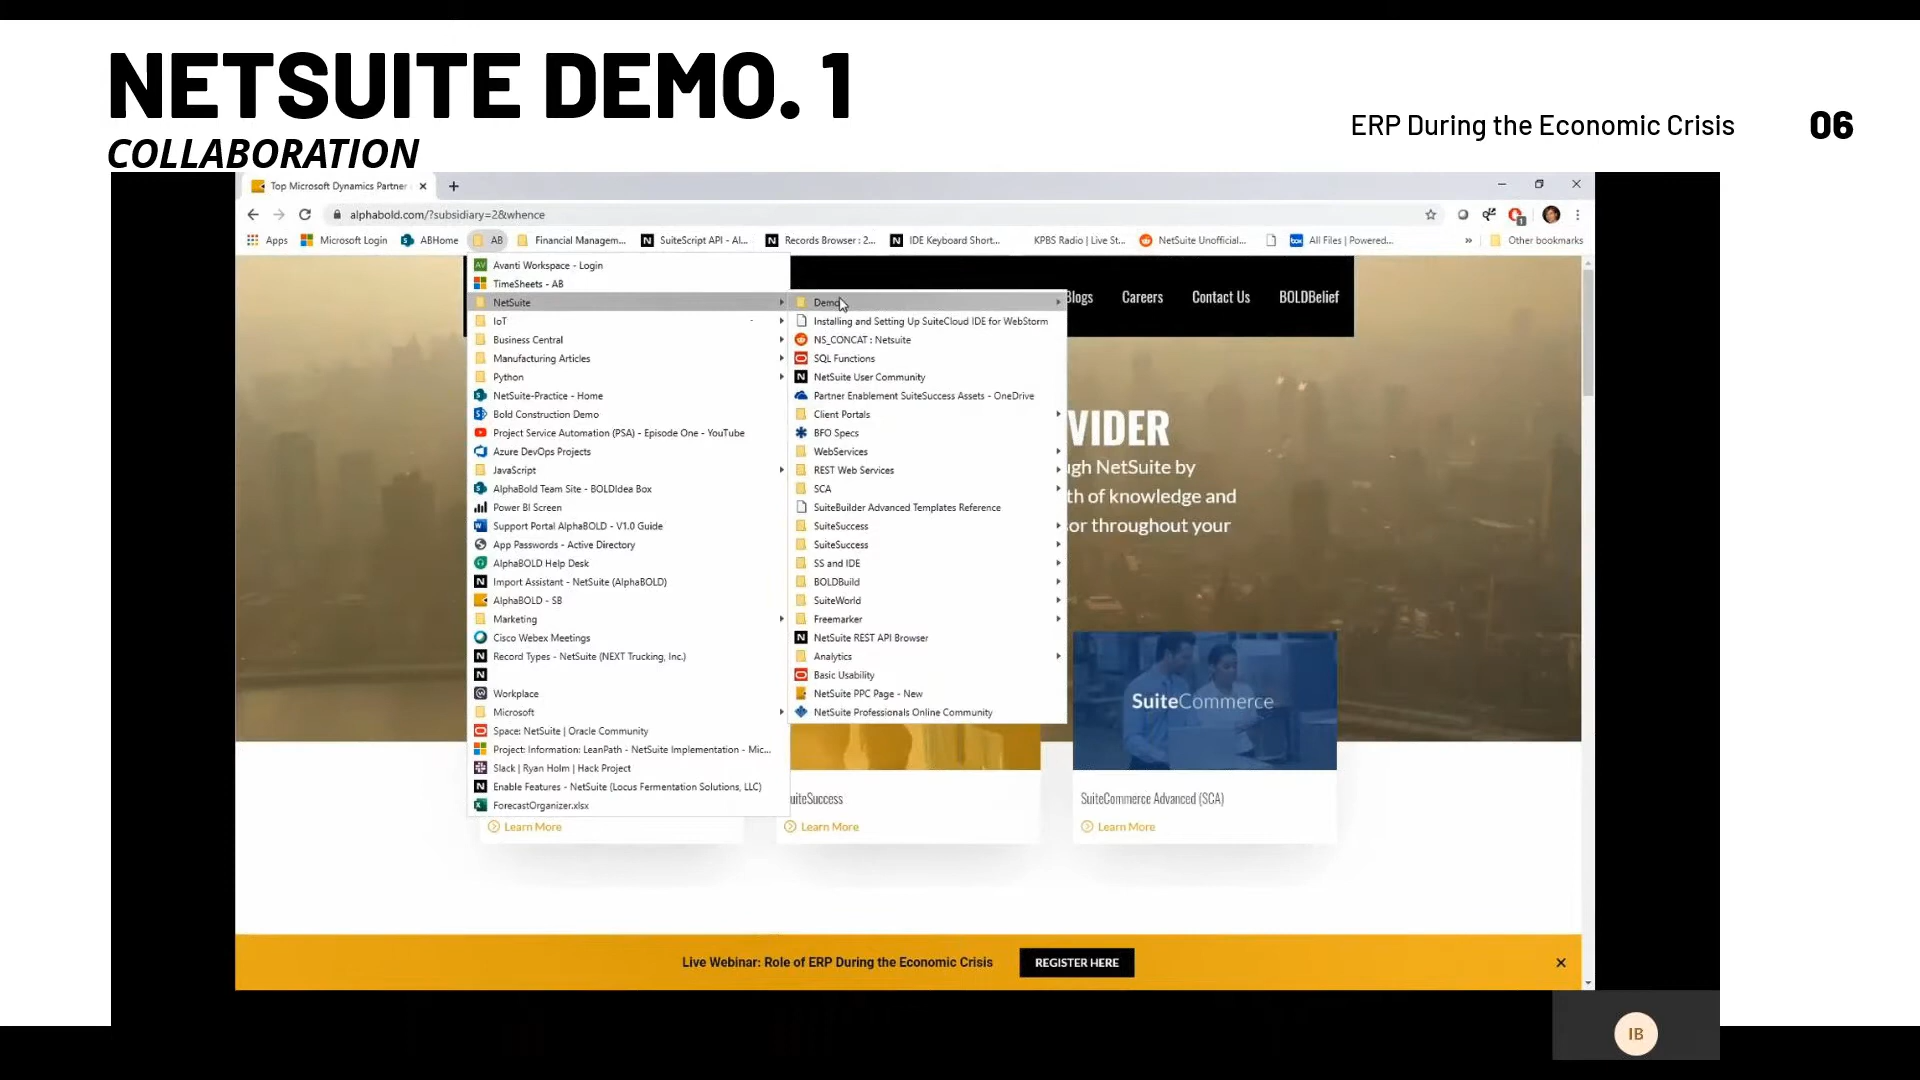 NETSUITE DEMO. 1
COLLABORATION
ERP During the Economic Crisis
06
Top Microsoft Dynamics Partner
alphabold.com/?subsidiary=2&whence
Apps
Microsoft Login
ABHome
AB
Financial Managem...
SuiteScript API - Al...
Records Browser : 2...
IDE Keyboard Short...
KPBS Radio | Live St...
NetSuite Unofficial...
All Files | Powered...
»
Other bookmarks
Avanti Workspace - Login
TimeSheets - AB
NetSuite
IoT
Business Central
Manufacturing Articles
Python
NetSuite-Practice - Home
Bold Construction Demo
Project Service Automation (PSA) - Episode One - YouTube
Azure DevOps Projects
JavaScript
AlphaBold Team Site - BOLDIdea Box
Power BI Screen
Support Portal AlphaBOLD - V1.0 Guide
App Passwords - Active Directory
AlphaBOLD Help Desk
Import Assistant - NetSuite (AlphaBOLD)
AlphaBOLD - SB
Marketing
Cisco Webex Meetings
Record Types - NetSuite (NEXT Trucking, Inc.)
Workplace
Microsoft
Space: NetSuite | Oracle Community
Project: Information: LeanPath - NetSuite Implementation - Mic...
Slack | Ryan Holm | Hack Project
Enable Features - NetSuite (Locus Fermentation Solutions, LLC)
ForecastOrganizer.xlsx
Demo
Installing and Setting Up SuiteCloud IDE for WebStorm
NS_CONCAT : Netsuite
SQL Functions
NetSuite User Community
Partner Enablement SuiteSuccess Assets - OneDrive
Client Portals
BFO Specs
WebServices
REST Web Services
SCA
SuiteBuilder Advanced Templates Reference
SuiteSuccess
SuiteSuccess
SS and IDE
BOLDBuild
SuiteWorld
Freemarker
NetSuite REST API Browser
Analytics
Basic Usability
NetSuite PPC Page - New
NetSuite Professionals Online Community
Blogs
Careers
Contact Us
BOLDBelief
VIDER
ugh NetSuite by
th of knowledge and
or throughout your
SuiteCommerce
uiteSuccess
SuiteCommerce Advanced (SCA)
Learn More
Learn More
Learn More
Live Webinar: Role of ERP During the Economic Crisis
REGISTER HERE
IB